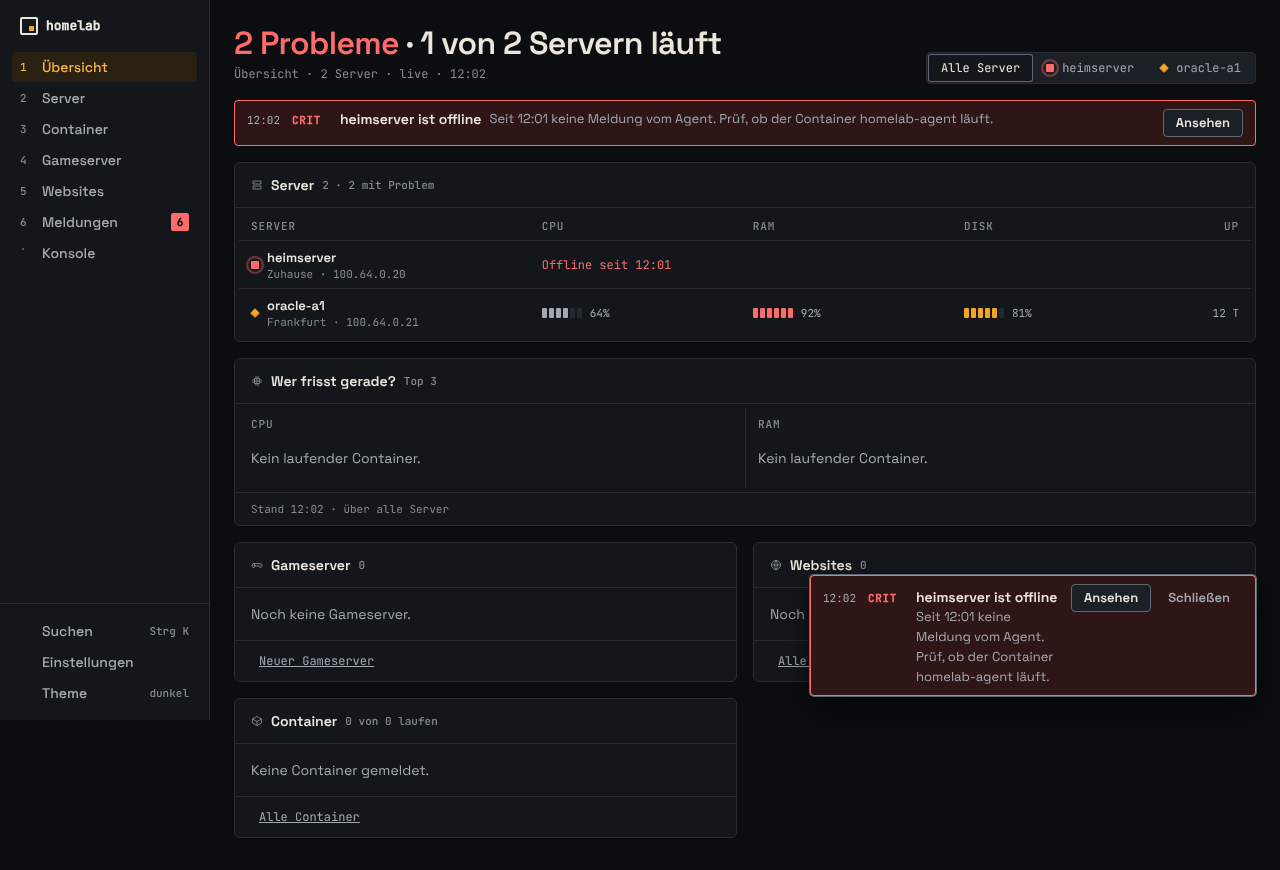 homelab
1 Übersicht
2 Server
3 Container
4 Gameserver
5 Websites
6 Meldungen 6
` Konsole
Suchen Strg K
Einstellungen
Theme dunkel
2 Probleme · 1 von 2 Servern läuft
Übersicht · 2 Server · live · 12:02
Alle Server heimserver oracle-a1
12:02 CRIT heimserver ist offline Seit 12:01 keine Meldung vom Agent. Prüf, ob der Container homelab-agent läuft. Ansehen
Server 2 · 2 mit Problem
SERVER CPU RAM DISK UP
heimserver
Zuhause · 100.64.0.20
Offline seit 12:01
oracle-a1
Frankfurt · 100.64.0.21
64% 92% 81% 12 T
Wer frisst gerade? Top 3
CPU
Kein laufender Container.
RAM
Kein laufender Container.
Stand 12:02 · über alle Server
Gameserver 0
Noch keine Gameserver.
Neuer Gameserver
Websites 0
Noch
Alle
12:02 CRIT heimserver ist offline Ansehen Schließen
Seit 12:01 keine
Meldung vom Agent.
Prüf, ob der Container
homelab-agent läuft.
Container 0 von 0 laufen
Keine Container gemeldet.
Alle Container